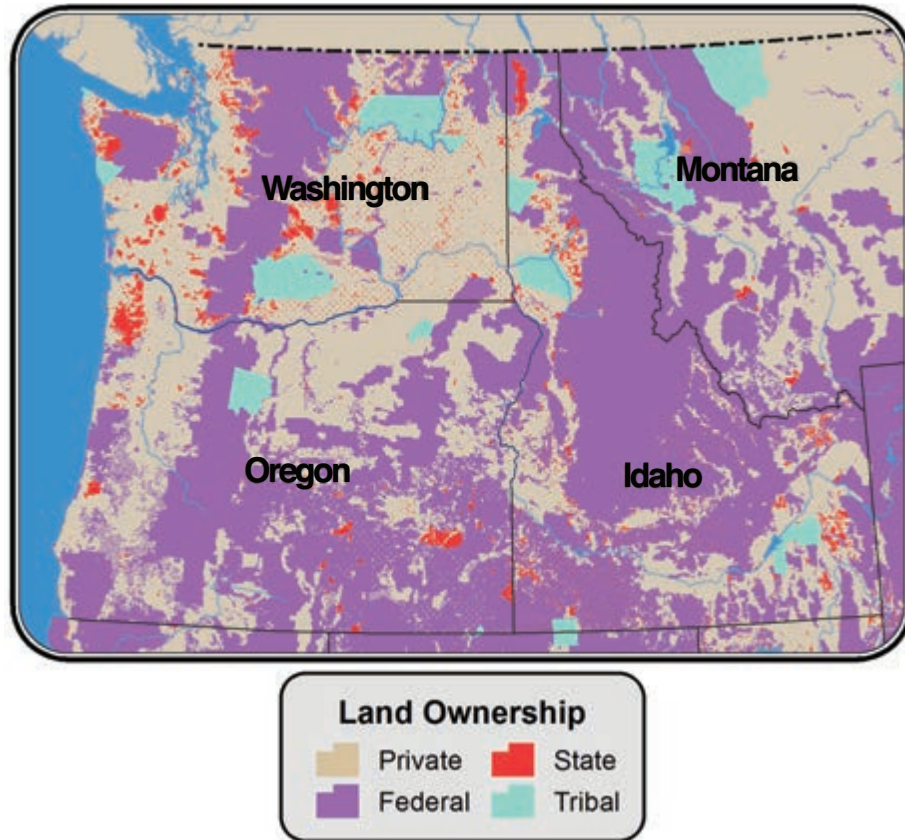 Washington
Montana
Oregon
Idaho
Land Ownership
Private
State
Federal
Tribal